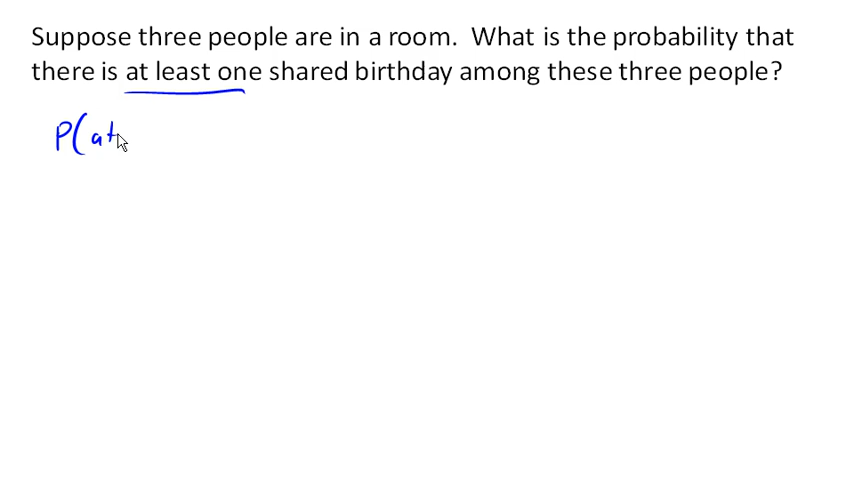 Suppose three people are in a room. What is the probability that
there is at least one shared birthday among these three people?
P(at